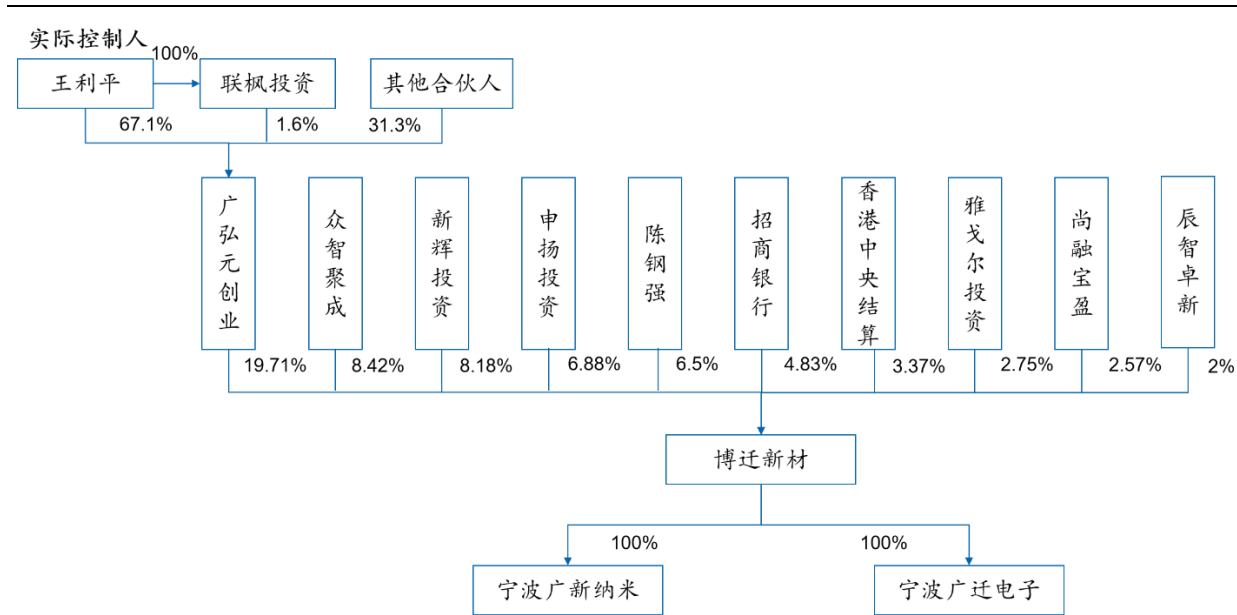 实际控制人
100%
王利平
联枫投资
其他合伙人
67.1%
1.6%
31.3%
广弘元创业
众智聚成
新辉投资
申扬投资
陈钢强
招商银行
香港中央结算
雅戈尔投资
尚融宝盈
辰智卓新
19.71%
8.42%
8.18%
6.88%
6.5%
4.83%
3.37%
2.75%
2.57%
2%
博迁新材
100%
100%
宁波广新纳米
宁波广迁电子